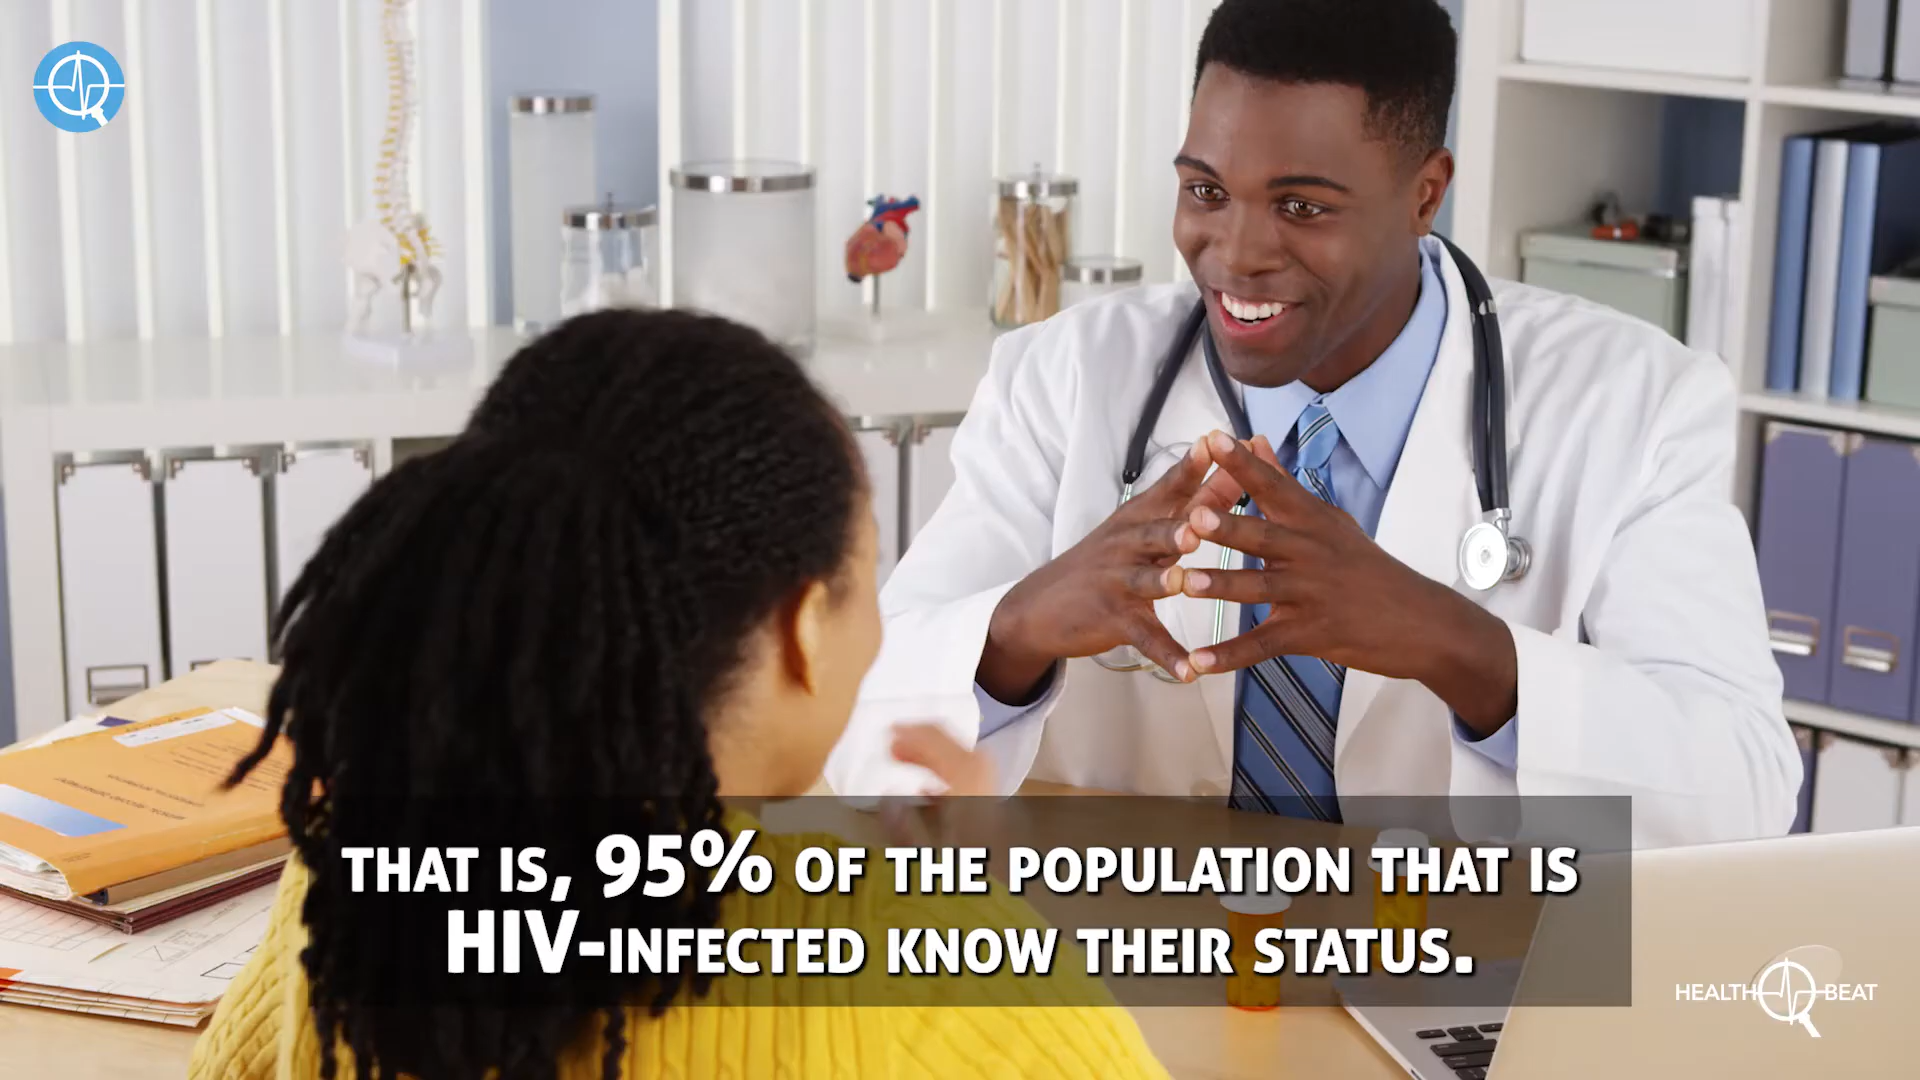 THAT IS, 95% OF THE POPULATION THAT IS
HIV-INFECTED KNOW THEIR STATUS.
HEALTH BEAT